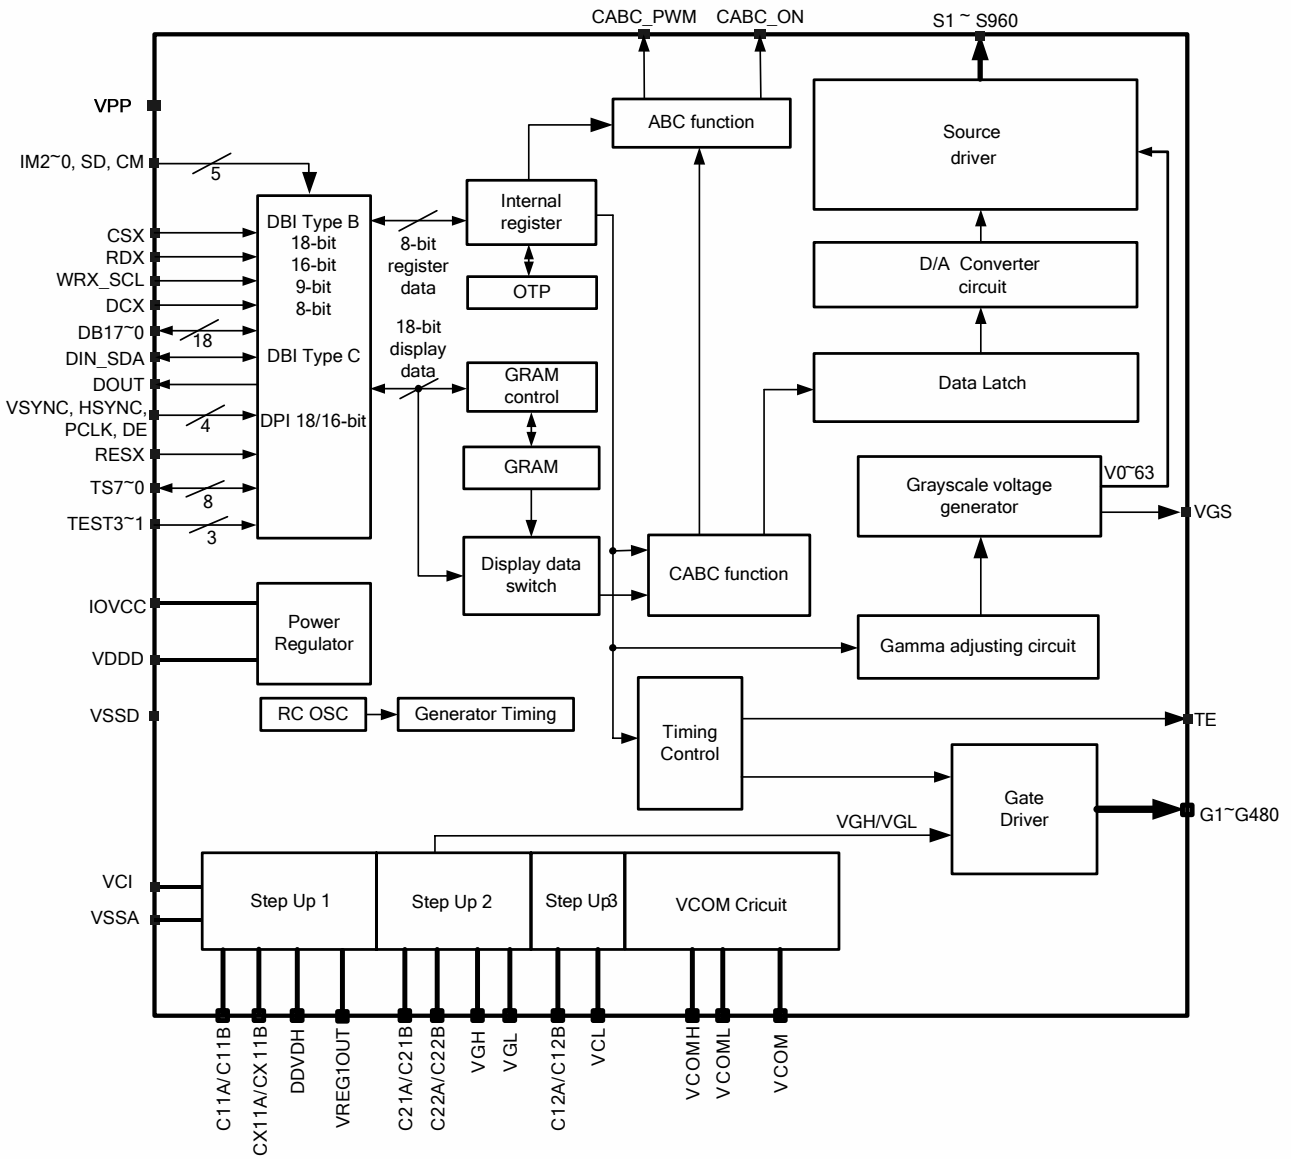 CABC_PWM
CABC_ON
S1 ~ S960
VPP
IM2~0, SD, CM
5
CSX
RDX
WRX_SCL
DCX
DB17~0
18
DIN_SDA
DOUT
VSYNC, HSYNC,
PCLK, DE
4
RESX
TS7~0
8
TEST3~1
3
DBI Type B
18-bit
16-bit
9-bit
8-bit
DBI Type C
DPI 18/16-bit
8-bit
register
data
18-bit
display
data
ABC function
Internal
register
OTP
GRAM
control
GRAM
Display data
switch
CABC function
Source
driver
D/A Converter
circuit
Data Latch
Grayscale voltage
generator
V0~63
VGS
Gamma adjusting circuit
IOVCC
VDDD
VSSD
Power
Regulator
RC OSC
Generator Timing
Timing
Control
TE
Gate
Driver
G1~G480
VGH/VGL
VCI
VSSA
Step Up 1
Step Up 2
Step Up3
VCOM Cricuit
C11A/C11B
CX11A/CX11B
DDVDH
VREG1OUT
C21A/C21B
C22A/C22B
VGH
VGL
C12A/C12B
VCL
VCOMH
VCOML
VCOM